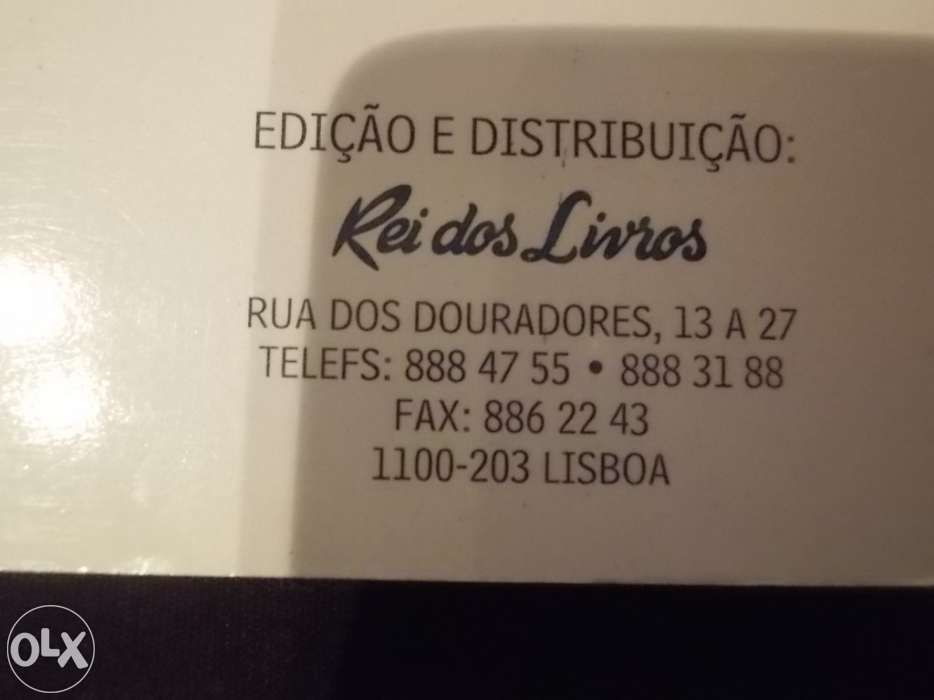 EDIÇÃO E DISTRIBUIÇÃO:
Rei dos Livros
RUA DOS DOURADORES, 13 A 27
TELEFS: 888 47 55 • 888 31 88
FAX: 886 22 43
1100-203 LISBOA
OLX